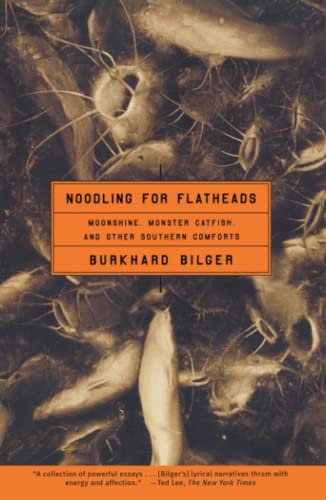 NOODLING FOR FLATHEADS
MOONSHINE, MONSTER CATFISH,
AND OTHER SOUTHERN COMFORTS
BURKHARD BILGER
"A collection of powerful essays . . . [Bilger's] lyrical narratives threm with
energy and affection." –Ted Lee, The New York Times